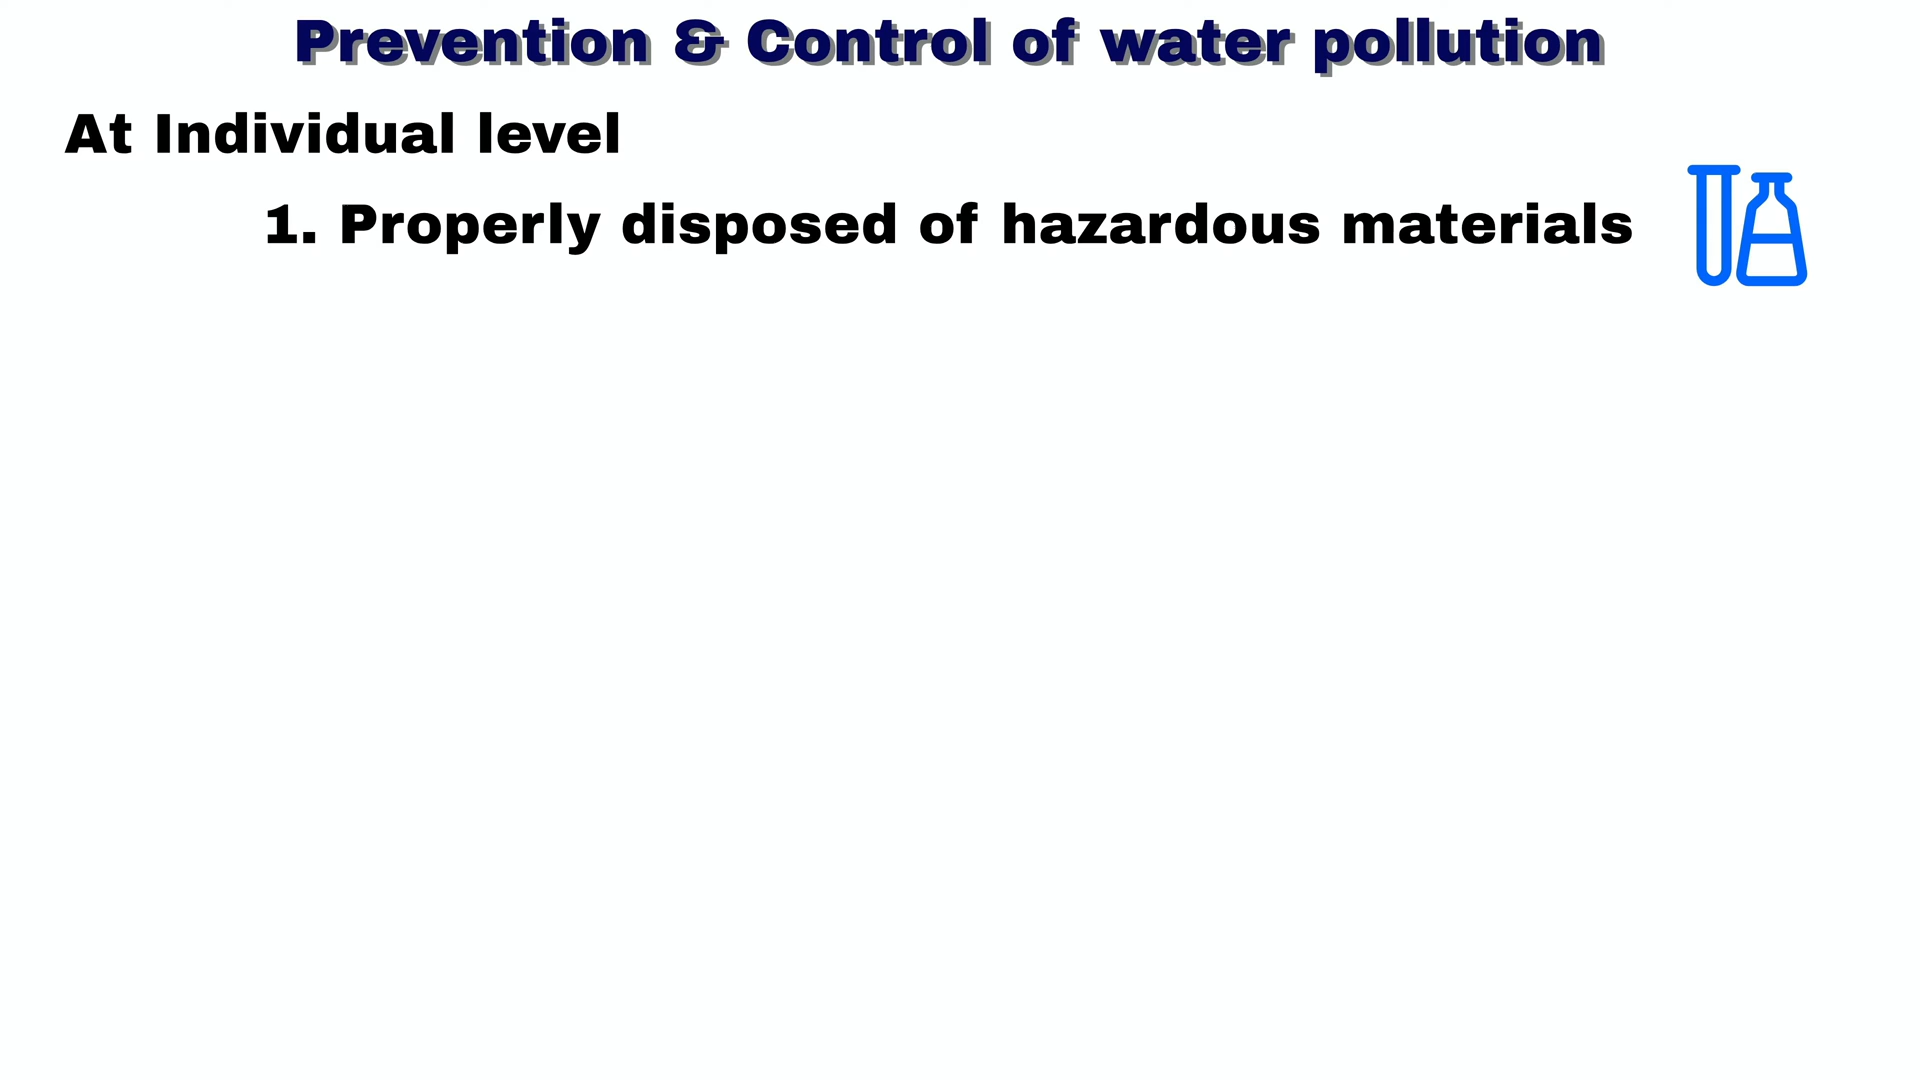 Prevention & Control of water pollution
At Individual level
1. Properly disposed of hazardous materials